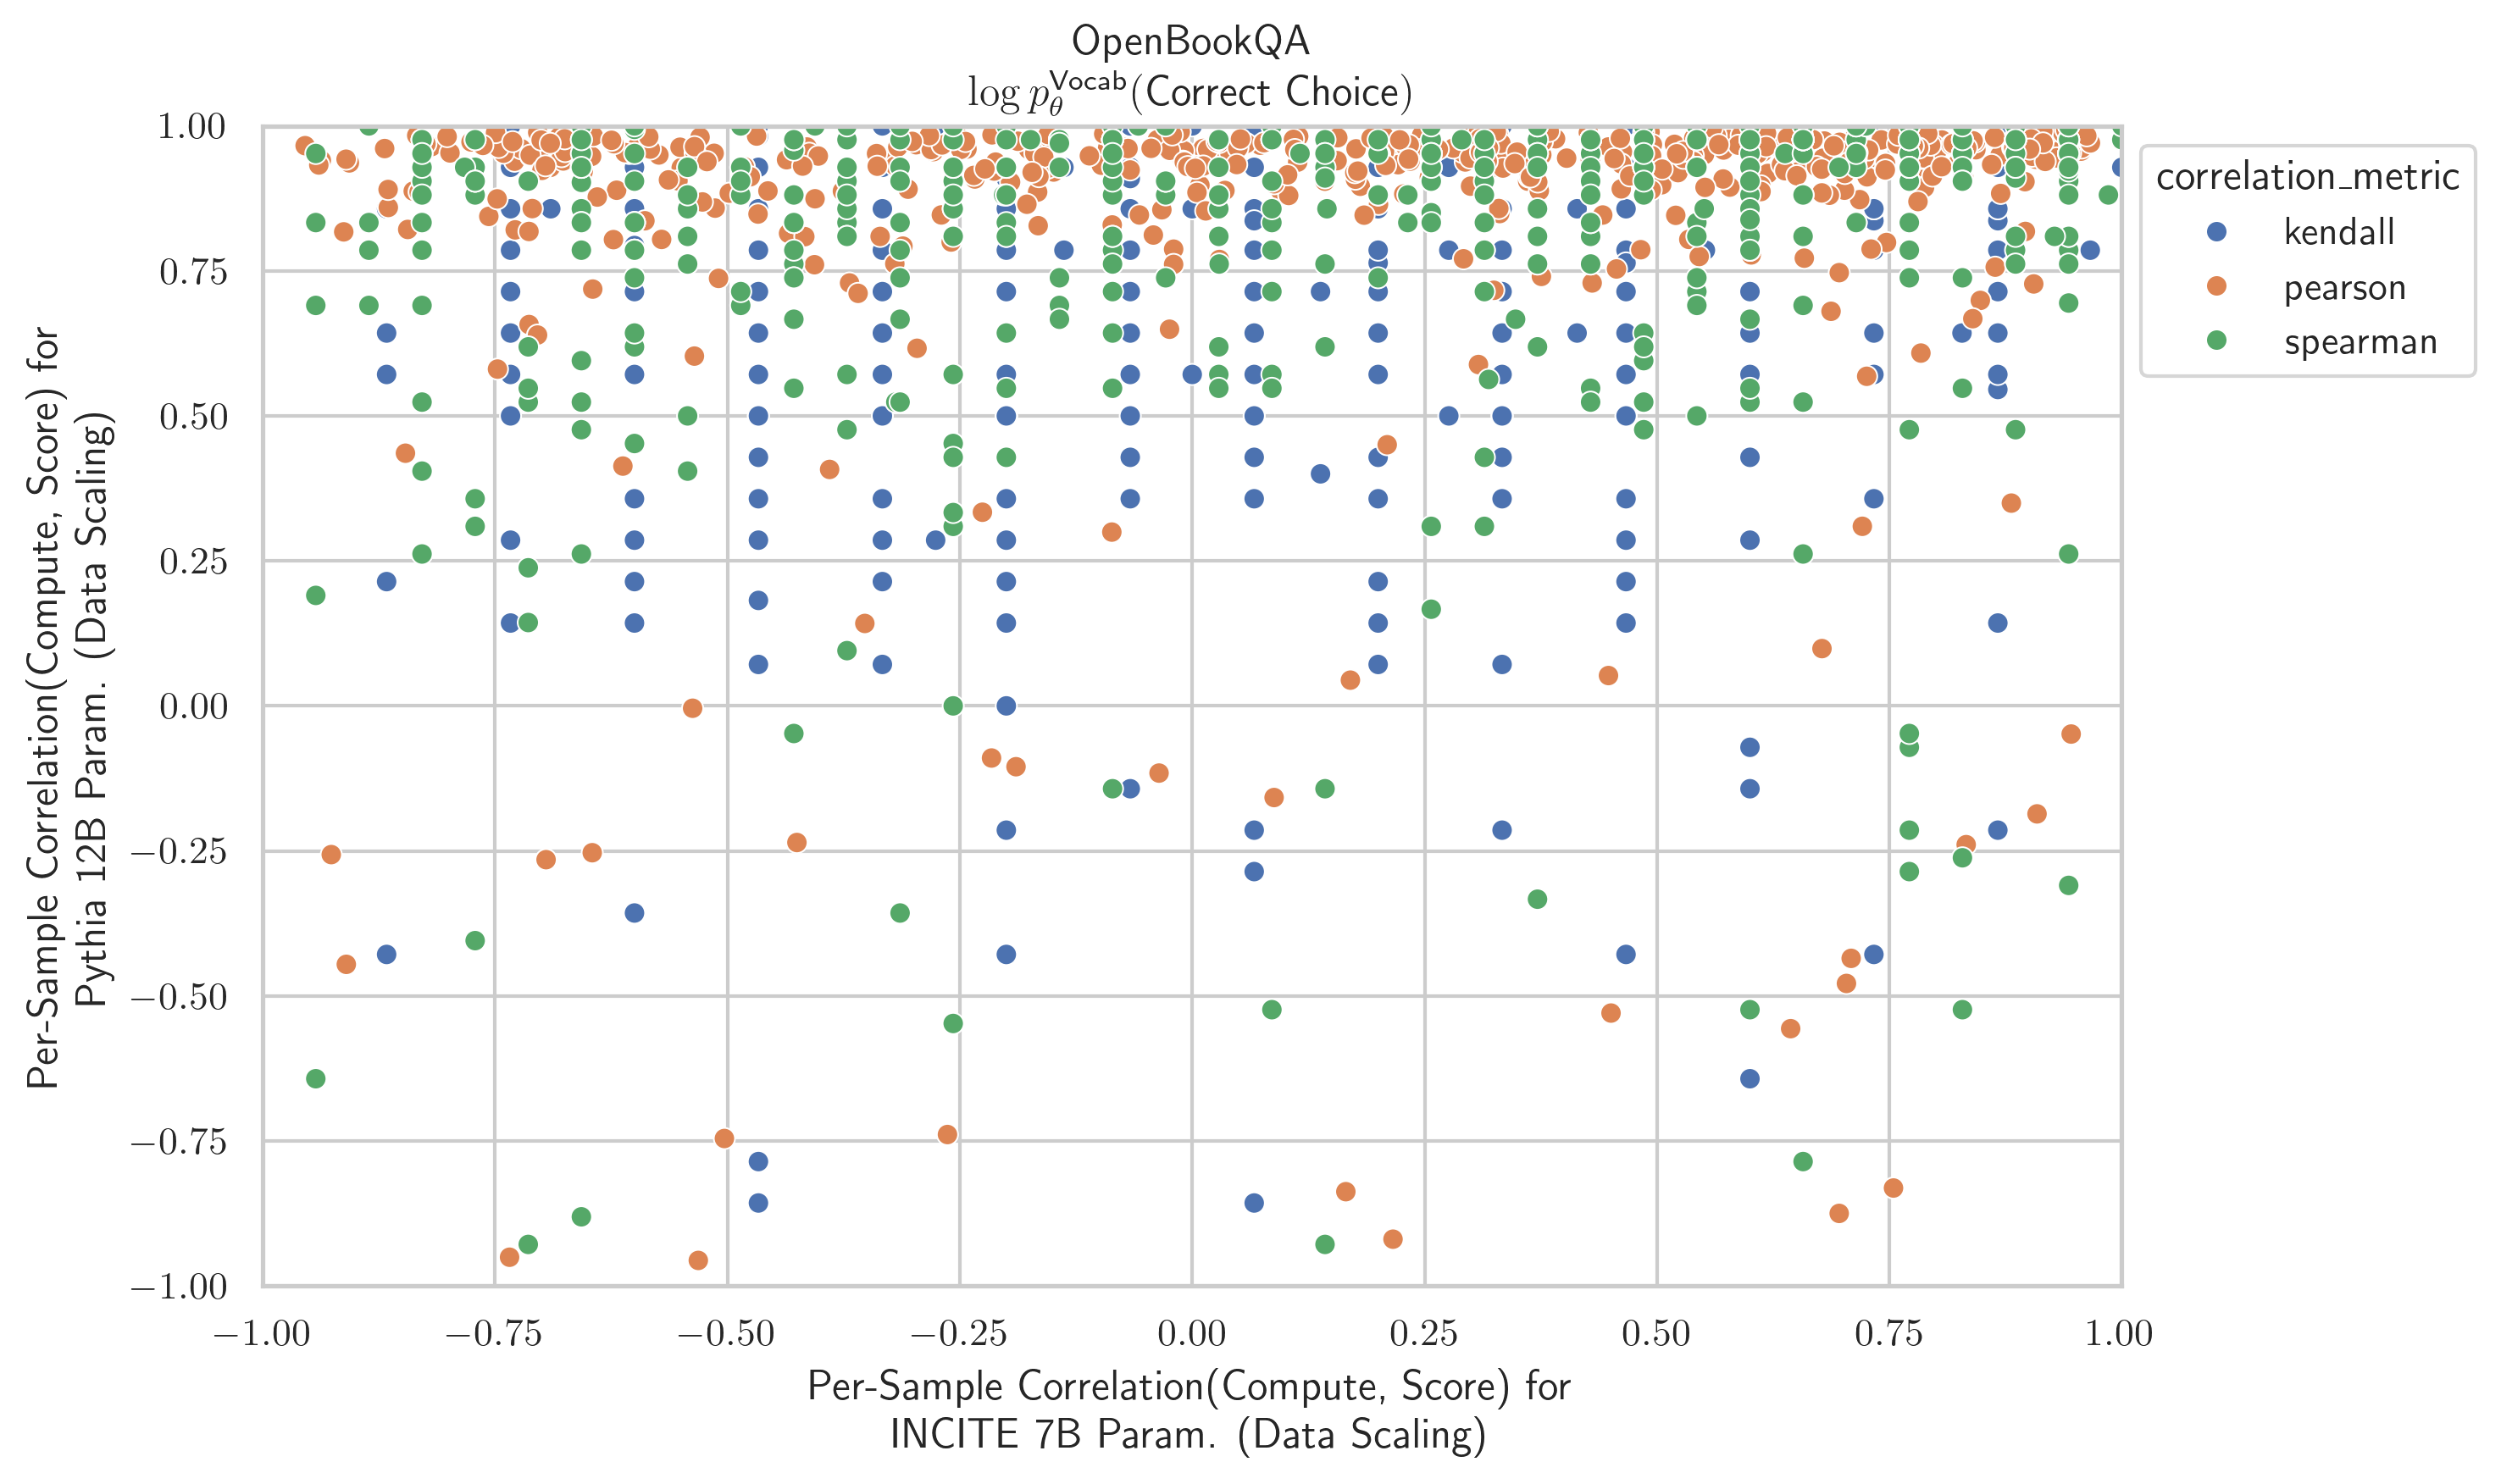 OpenBookQA
log p_θ^Vocab(Correct Choice)
1.00
0.75
0.50
0.25
0.00
−0.25
−0.50
−0.75
−1.00
Per-Sample Correlation(Compute, Score) for
Pythia 12B Param. (Data Scaling)
correlation_metric
kendall
pearson
spearman
−1.00 −0.75 −0.50 −0.25 0.00 0.25 0.50 0.75 1.00
Per-Sample Correlation(Compute, Score) for
INCITE 7B Param. (Data Scaling)